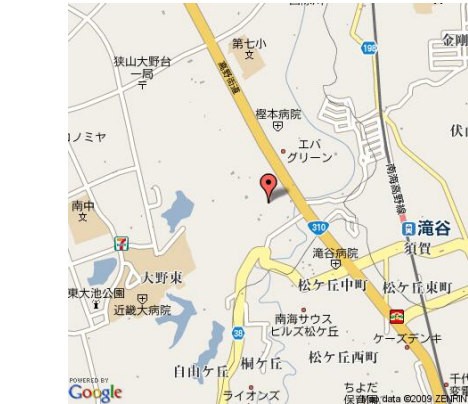 第七小
198
金剛
狭山大野台
一局
高野街道
樫本病院
エバ
グリーン
コノミヤ
伏山
南中
南海高野線
310
滝谷
須賀
滝谷病院
大野東
松ケ丘中町
松ケ丘東町
東大池公園
近畿大病院
南海サウス
ヒルズ松ケ丘
38
ケーズデンキ
自由ケ丘
桐ケ丘
松ケ丘西町
POWERED BY
Google
ライオンズ
ちよだ
保育園
千代
Map data ©2009 ZENRIN